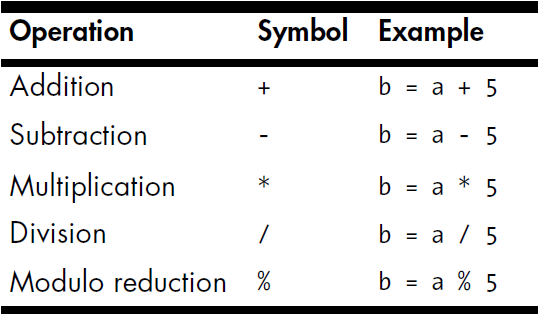 Operation Symbol Example
Addition + b = a + 5
Subtraction - b = a - 5
Multiplication * b = a * 5
Division / b = a / 5
Modulo reduction % b = a % 5